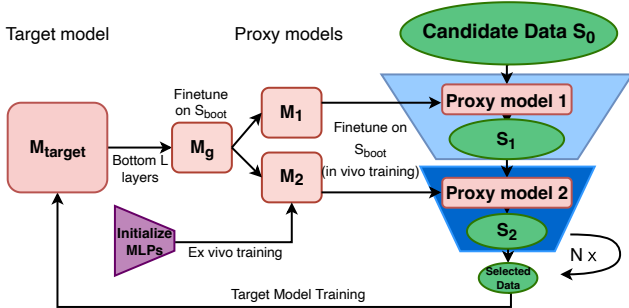 Target model
Proxy models
Candidate Data S0
Finetune
on Sboot
M1
Proxy model 1
Mtarget
Bottom L
layers
Mg
Finetune on
Sboot
(in vivo training)
S1
M2
Proxy model 2
Initialize
MLPs
Ex vivo training
S2
N x
Selected
Data
Target Model Training